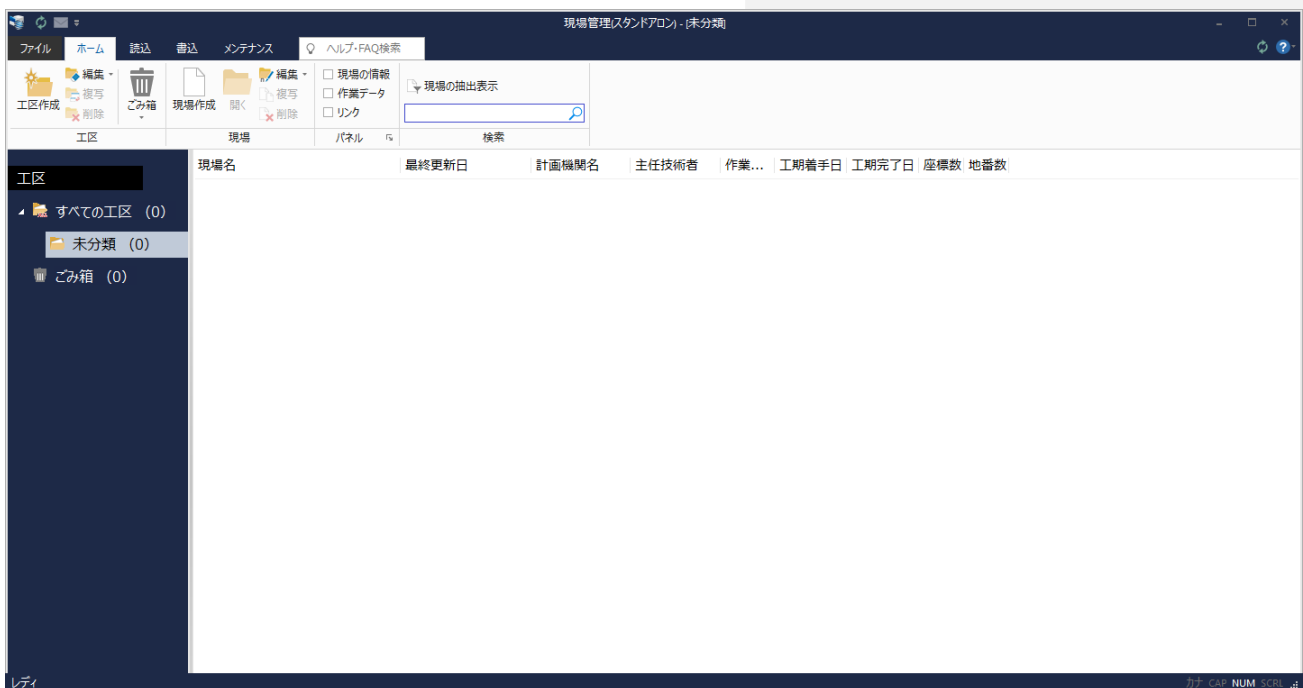 現場管理(スタンドアロン) - [未分類]
ファイル ホーム 読込 書込 メンテナンス ヘルプ・FAQ検索
工区作成
編集
複写
削除
ごみ箱
工区
現場作成
開く
編集
複写
削除
現場
現場の情報
作業データ
リンク
パネル
現場の抽出表示
検索
工区
すべての工区 (0)
未分類 (0)
ごみ箱 (0)
現場名 最終更新日 計画機関名 主任技術者 作業... 工期着手日 工期完了日 座標数 地番数
レディ
カナ CAP NUM SCRL